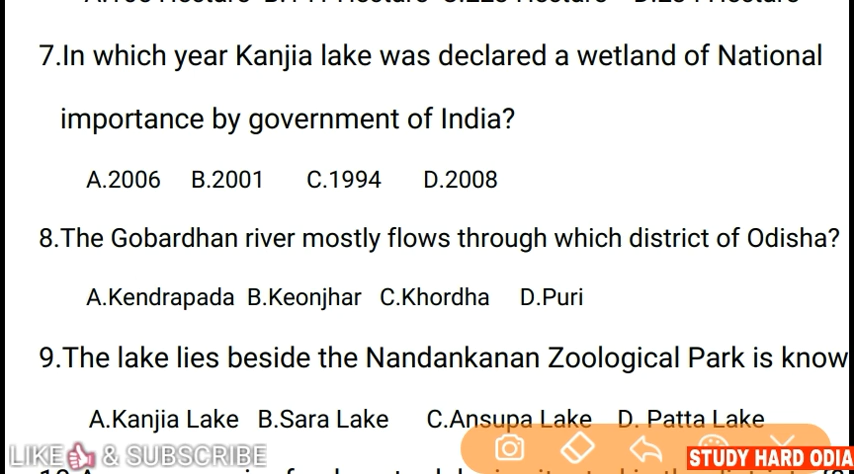 7.In which year Kanjia lake was declared a wetland of National
importance by government of India?
A.2006 B.2001 C.1994 D.2008
8.The Gobardhan river mostly flows through which district of Odisha?
A.Kendrapada B.Keonjhar C.Khordha D.Puri
9.The lake lies beside the Nandankanan Zoological Park is know
A.Kanjia Lake B.Sara Lake C.Ansupa Lake D. Patta Lake
LIKE & SUBSCRIBE
STUDY HARD ODIA